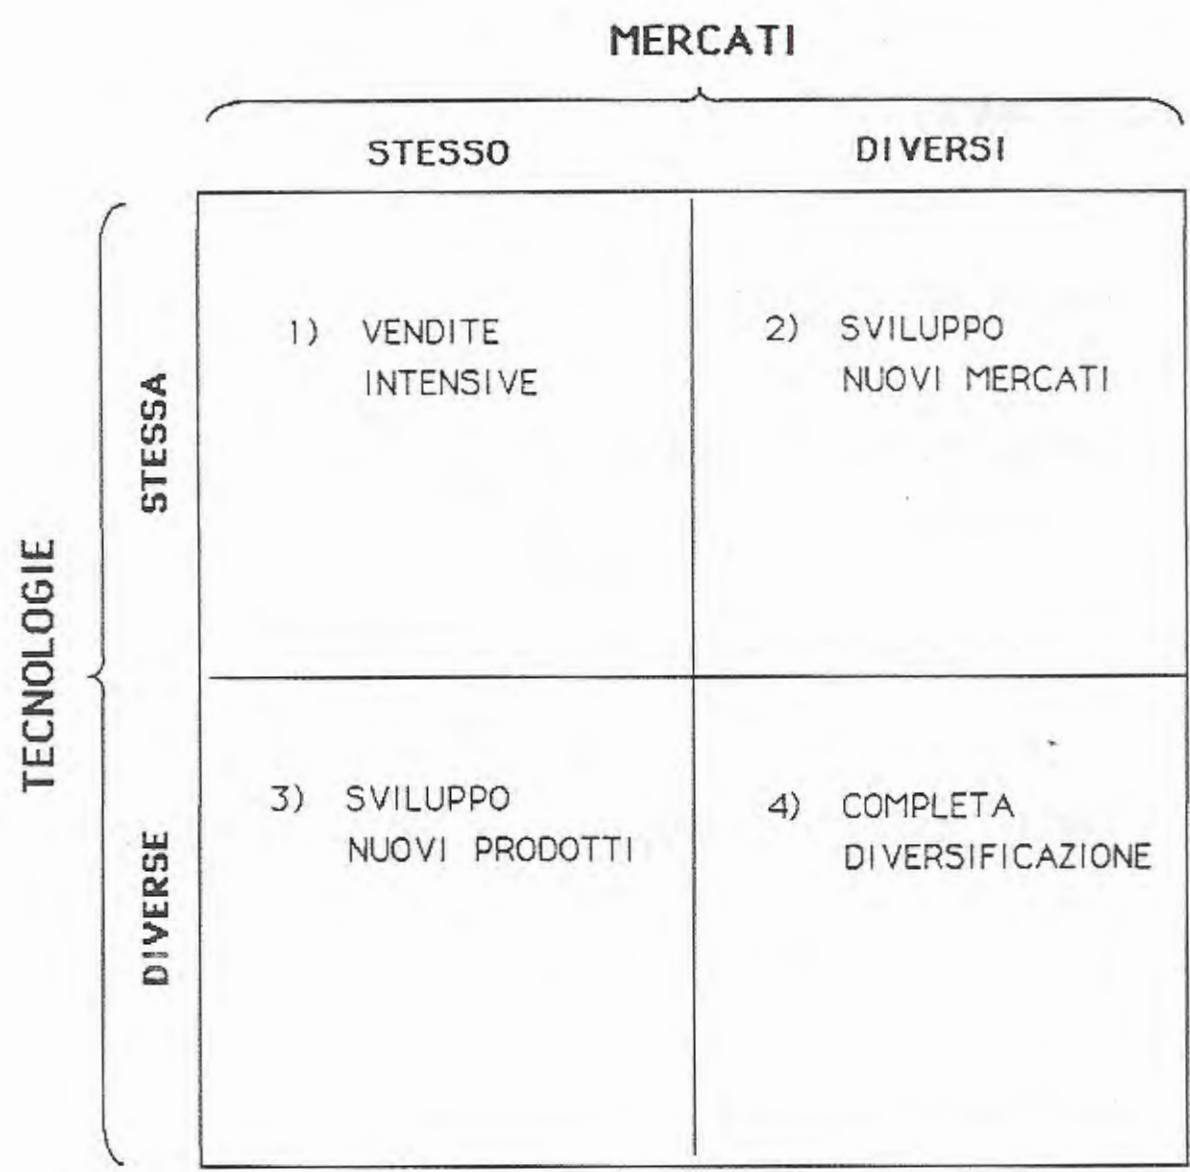 MERCATI
STESSO
DIVERSI
TECNOLOGIE
STESSA
1) VENDITE
INTENSIVE
2) SVILUPPO
NUOVI MERCATI
DIVERSE
3) SVILUPPO
NUOVI PRODOTTI
4) COMPLETA
DIVERSIFICAZIONE